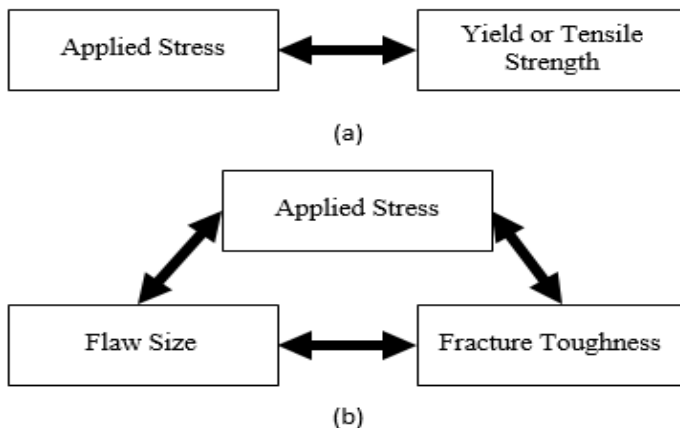 Applied Stress
Yield or Tensile
Strength
(a)
Applied Stress
Flaw Size
Fracture Toughness
(b)